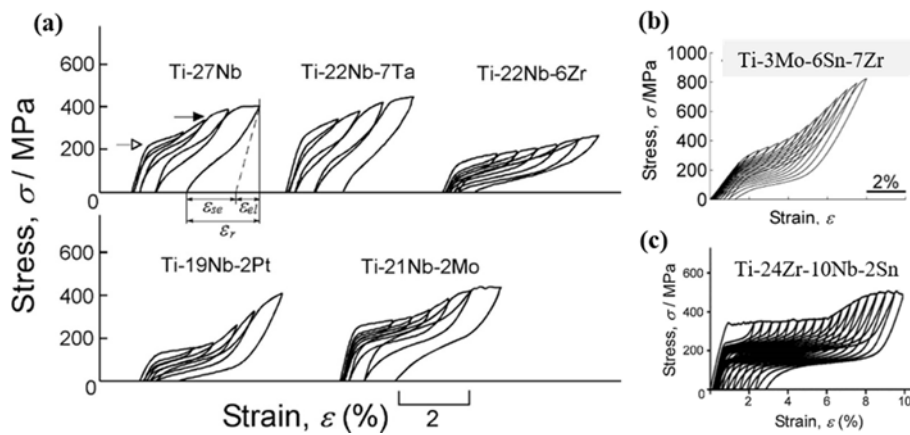 (a)
Stress, σ / MPa
600
400
200
0
Ti-27Nb
Ti-22Nb-7Ta
Ti-22Nb-6Zr
εse
εel
εr
600
400
200
0
Ti-19Nb-2Pt
Ti-21Nb-2Mo
Strain, ε (%)
2
(b)
Ti-3Mo-6Sn-7Zr
Stress, σ /MPa
1000
800
600
400
200
0
2%
Strain, ε
(c)
Ti-24Zr-10Nb-2Sn
Stress, σ / MPa
600
400
200
0
2
4
6
8
10
Strain, ε (%)